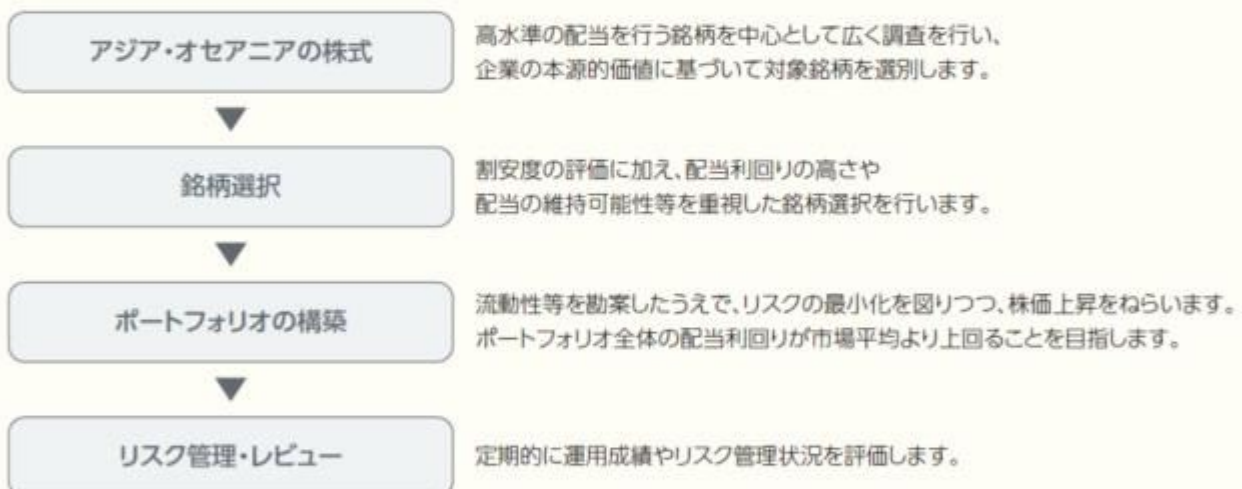 アジア・オセアニアの株式
高水準の配当を行う銘柄を中心として広く調査を行い、
企業の本源的価値に基づいて対象銘柄を選別します。
銘柄選択
割安度の評価に加え、配当利回りの高さや
配当の維持可能性等を重視した銘柄選択を行います。
ポートフォリオの構築
流動性等を勘案したうえで、リスクの最小化を図りつつ、株価上昇をねらいます。
ポートフォリオ全体の配当利回りが市場平均より上回ることを目指します。
リスク管理・レビュー
定期的に運用成績やリスク管理状況を評価します。